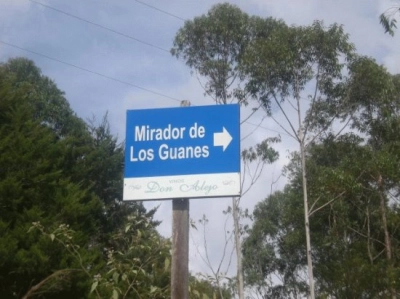 Mirador de
Los Guanes
Don Alejo